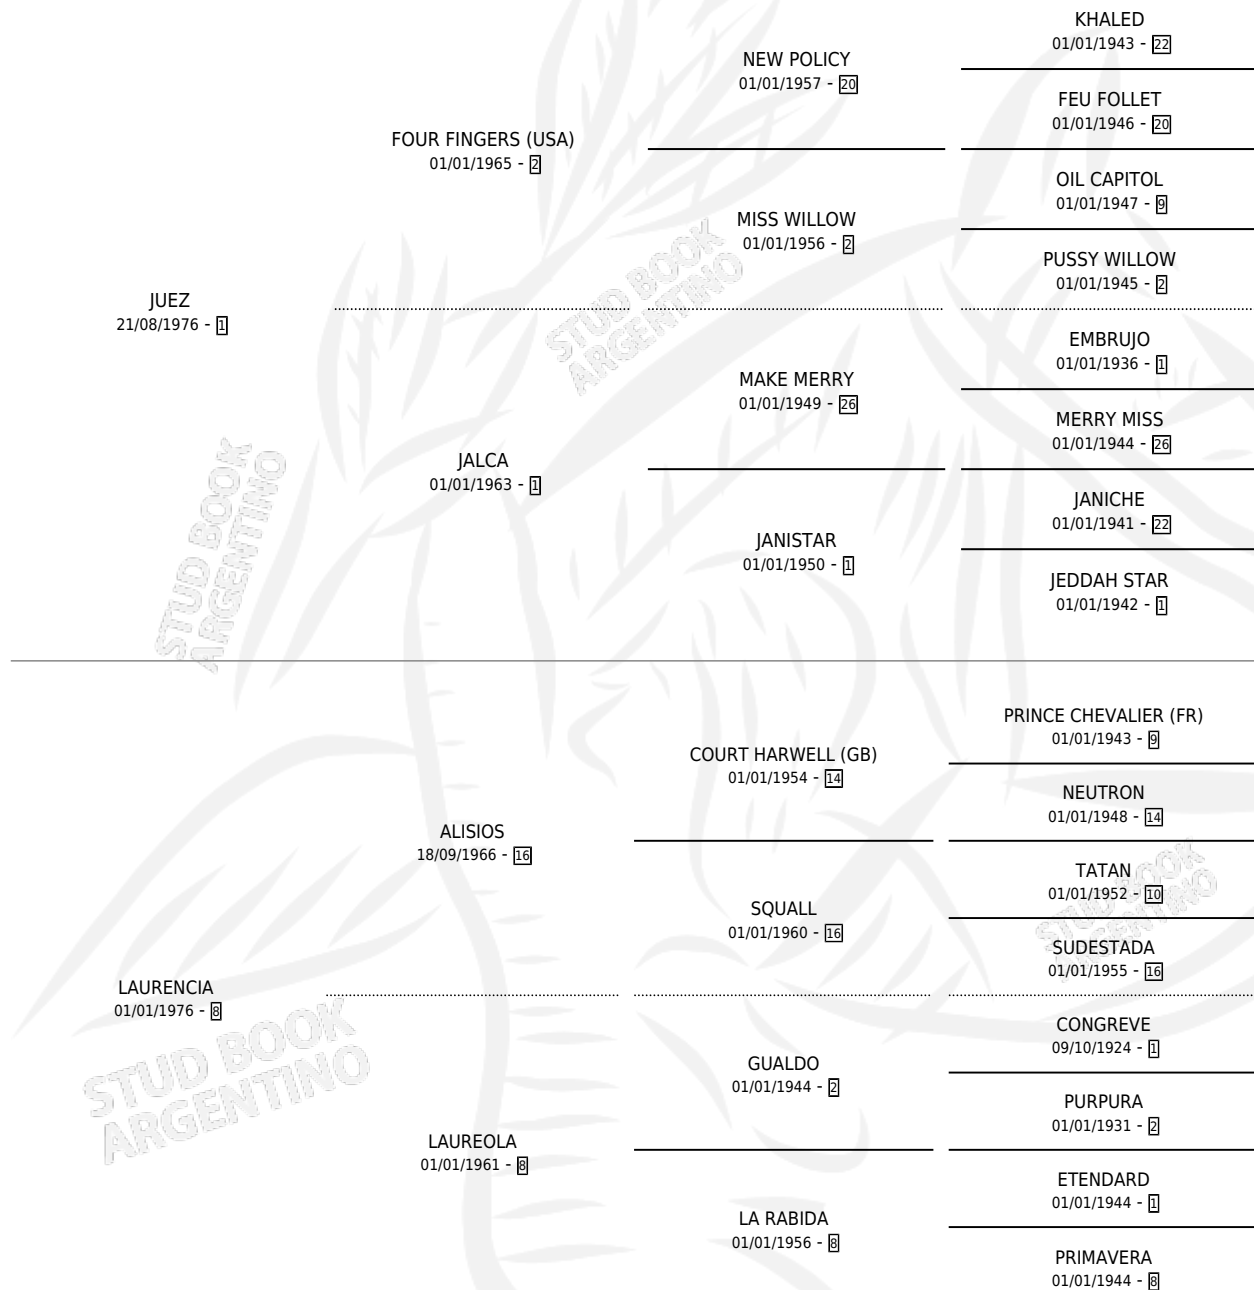 KHALED
01/01/1943 - 22
NEW POLICY
01/01/1957 - 20
FEU FOLLET
01/01/1946 - 20
FOUR FINGERS (USA)
01/01/1965 - 2
OIL CAPITOL
01/01/1947 - 9
MISS WILLOW
01/01/1956 - 2
PUSSY WILLOW
01/01/1945 - 2
JUEZ
21/08/1976 - 1
EMBRUJO
01/01/1936 - 1
MAKE MERRY
01/01/1949 - 26
MERRY MISS
01/01/1944 - 26
JALCA
01/01/1963 - 1
JANICHE
01/01/1941 - 22
JANISTAR
01/01/1950 - 1
JEDDAH STAR
01/01/1942 - 1
PRINCE CHEVALIER (FR)
01/01/1943 - 9
COURT HARWELL (GB)
01/01/1954 - 14
NEUTRON
01/01/1948 - 14
ALISIOS
18/09/1966 - 16
TATAN
01/01/1952 - 10
SQUALL
01/01/1960 - 16
SUDESTADA
01/01/1955 - 16
LAURENCIA
01/01/1976 - 8
CONGREVE
09/10/1924 - 1
GUALDO
01/01/1944 - 2
PURPURA
01/01/1931 - 2
LAUREOLA
01/01/1961 - 8
ETENDARD
01/01/1944 - 1
LA RABIDA
01/01/1956 - 8
PRIMAVERA
01/01/1944 - 8
STUD BOOK
ARGENTINO
STUD BOOK
ARGENTINO
STUD BOOK
ARGENTINO
STUD BOOK
ARGENTINO